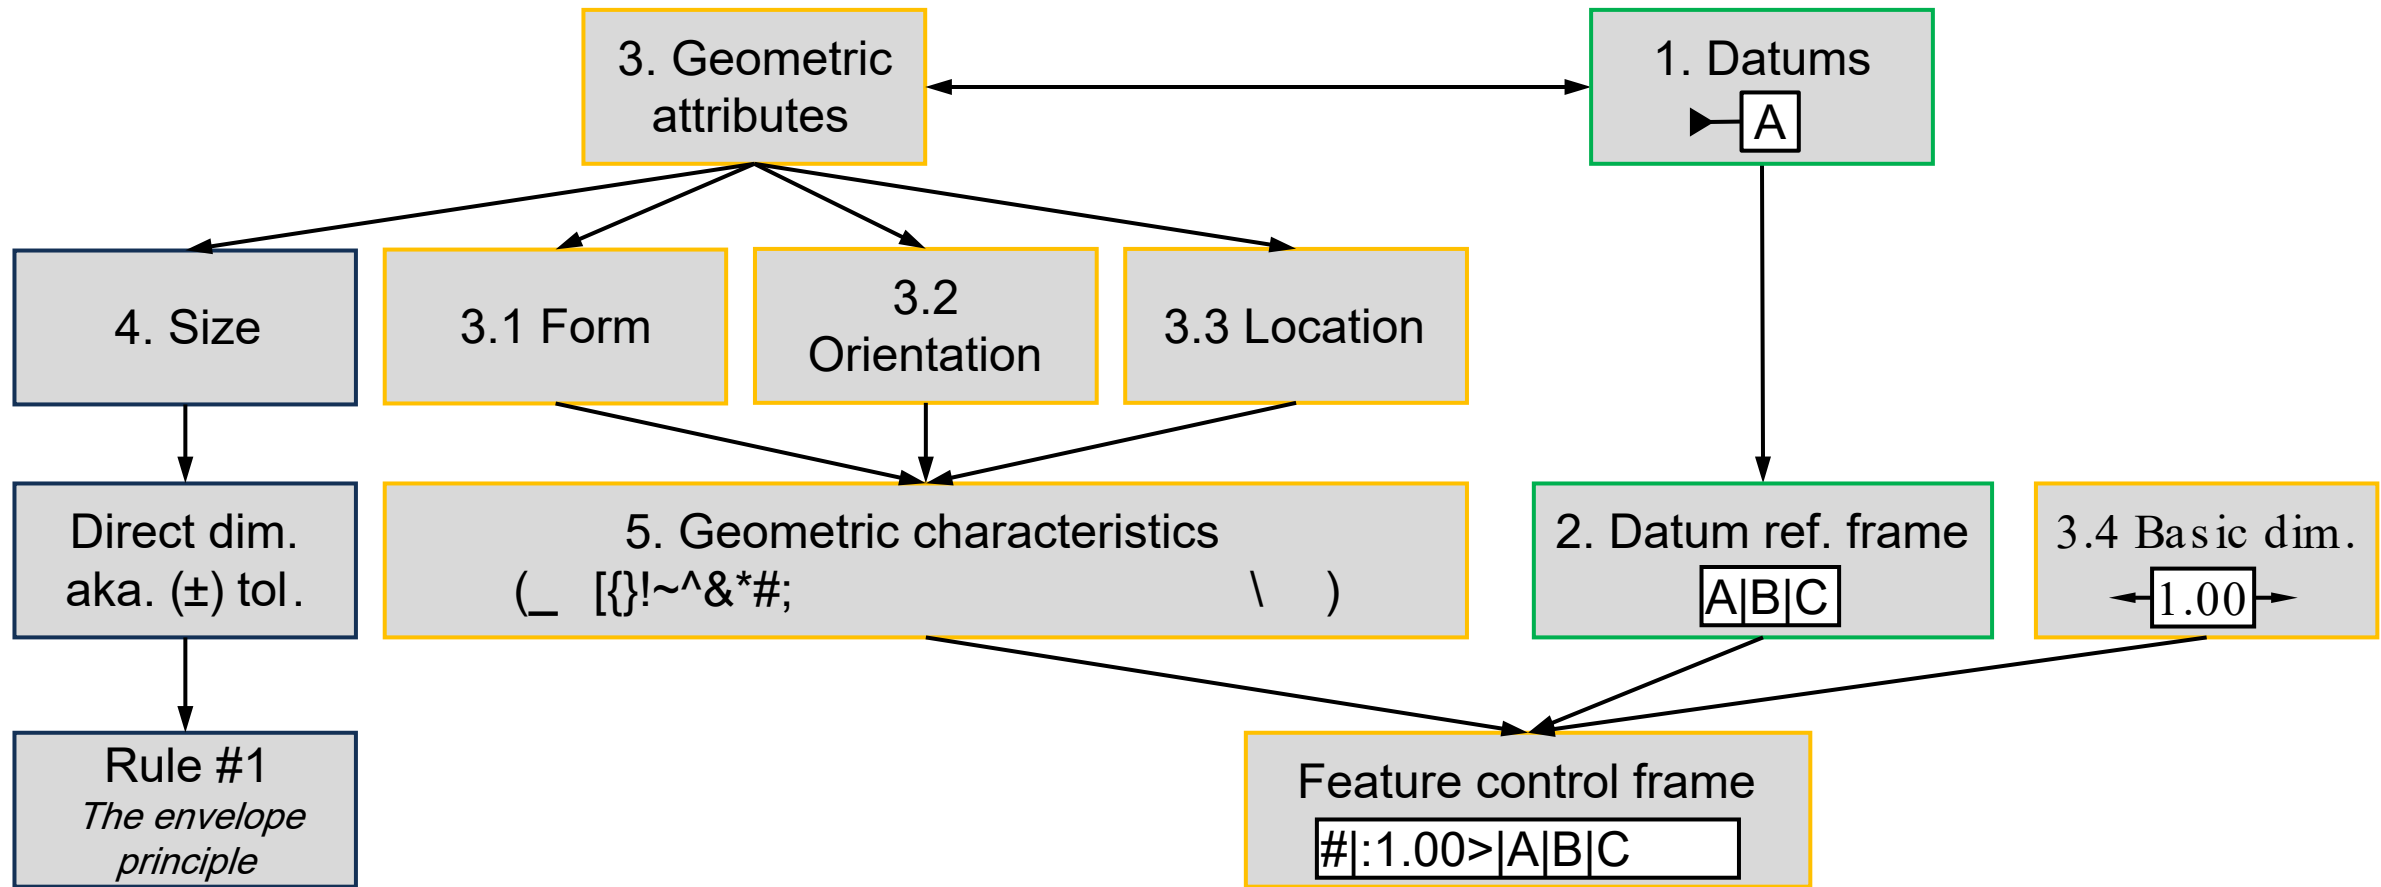 3. Geometric
attributes
1. Datums
A
4. Size
3.1 Form
3.2
Orientation
3.3 Location
Direct dim.
aka. (±) tol.
5. Geometric characteristics
(_ [{}!~^&*#; \ )
2. Datum ref. frame
A|B|C
3.4 Basic dim.
1.00
Rule #1
The envelope
principle
Feature control frame
#|:1.00>|A|B|C